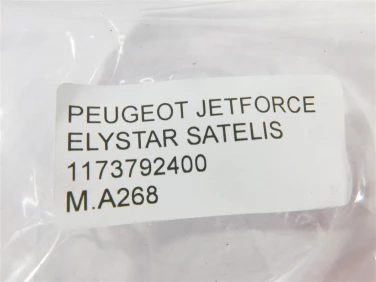 PEUGEOT JETFORCE
ELYSTAR SATELIS
1173792400
M.A268